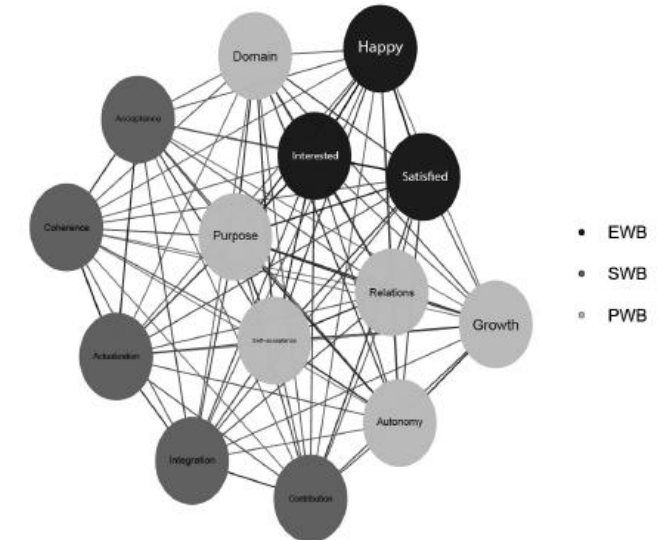 Happy
Domain
Acceptance
Interested
Satisfied
Coherence
Purpose
EWB
SWB
Relations
PWB
Growth
Self-acceptance
Actualization
Autonomy
Integration
Contribution